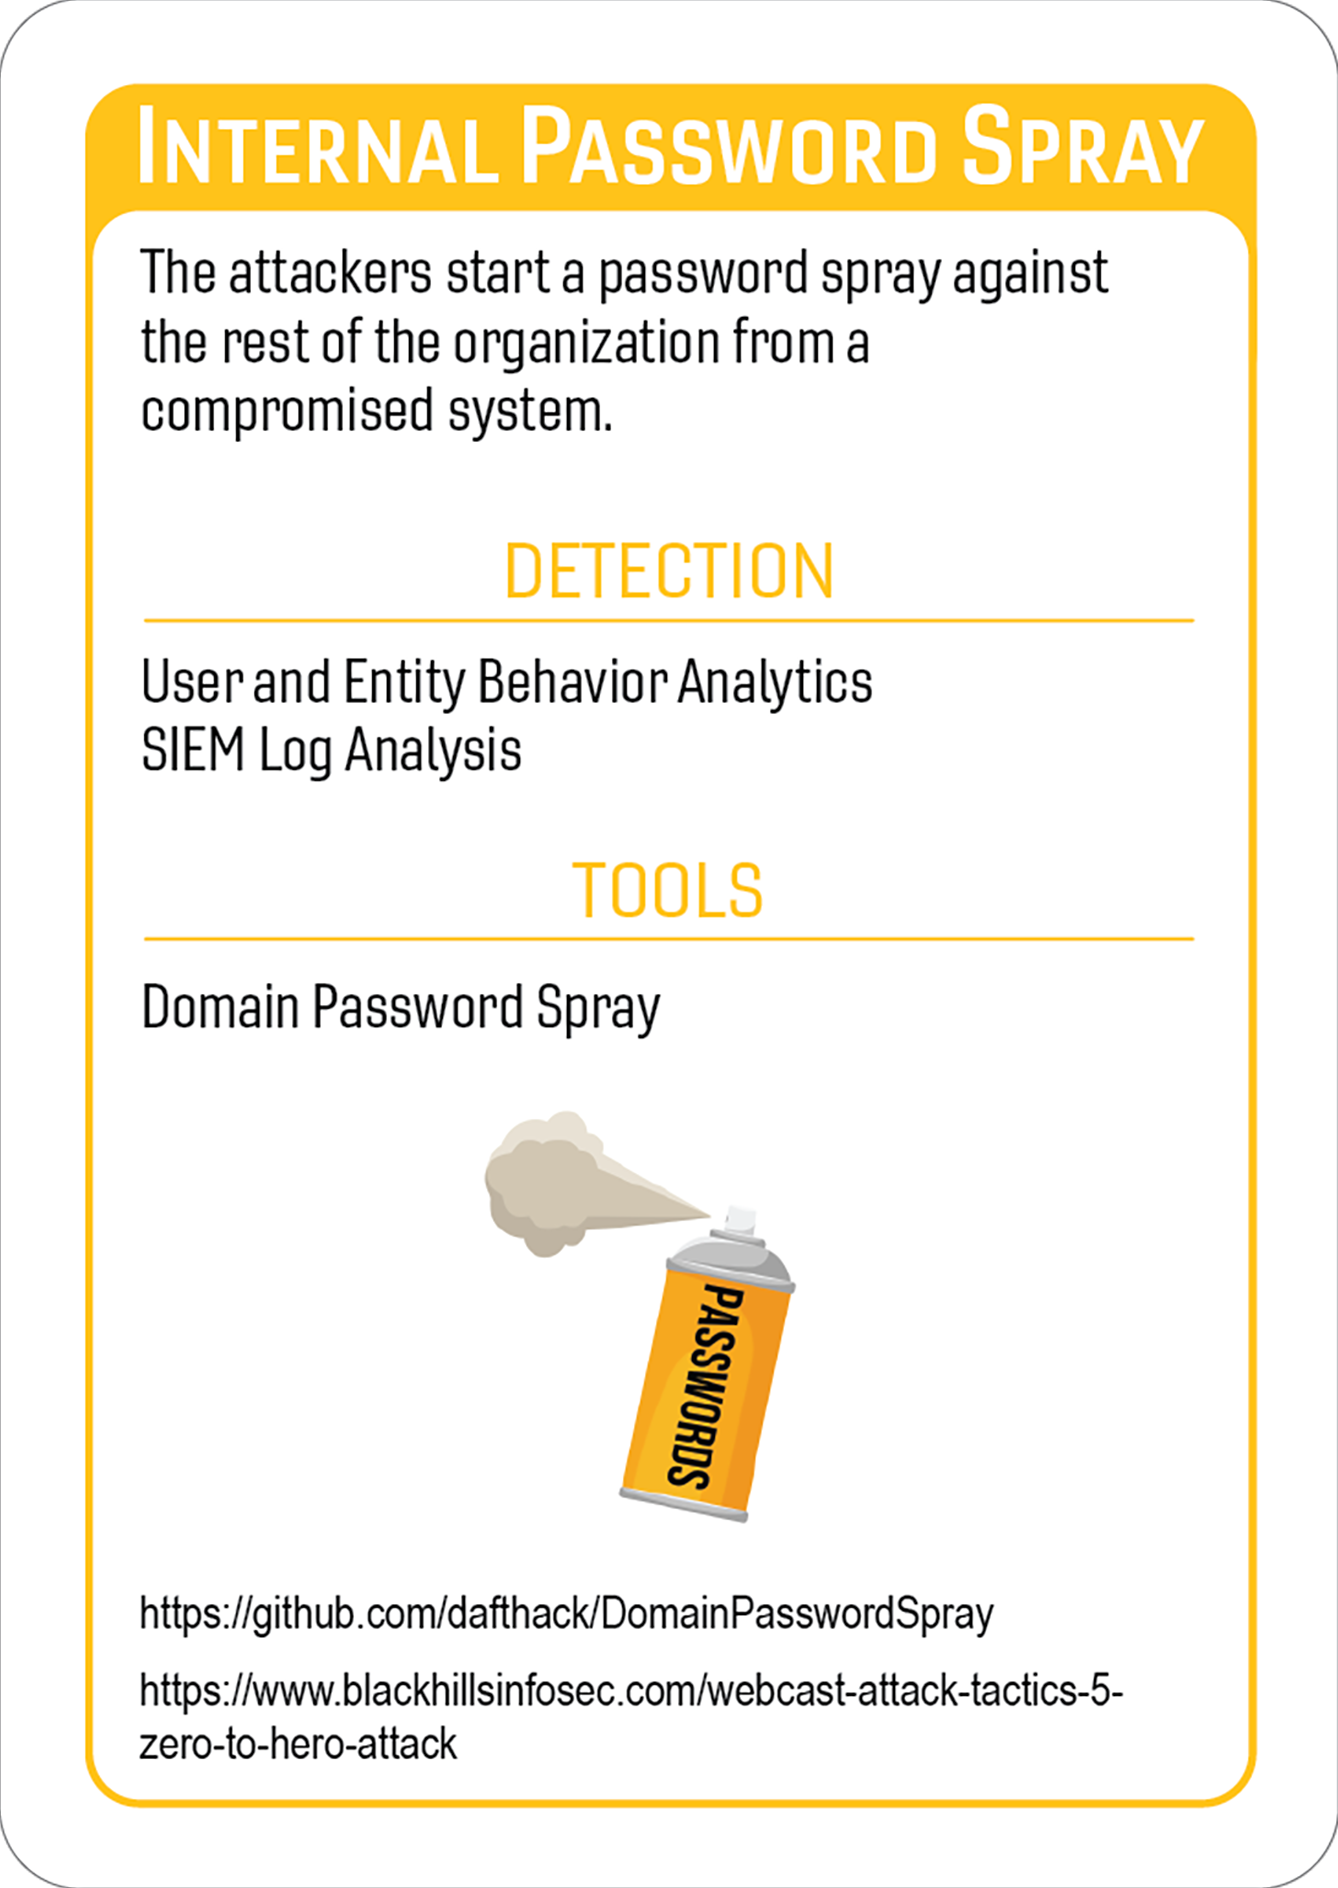 INTERNAL PASSWORD SPRAY
The attackers start a password spray against
the rest of the organization from a
compromised system.
DETECTION
User and Entity Behavior Analytics
SIEM Log Analysis
TOOLS
Domain Password Spray
PASSWORDS
https://github.com/dafthack/DomainPasswordSpray
https://www.blackhillsinfosec.com/webcast-attack-tactics-5-
zero-to-hero-attack